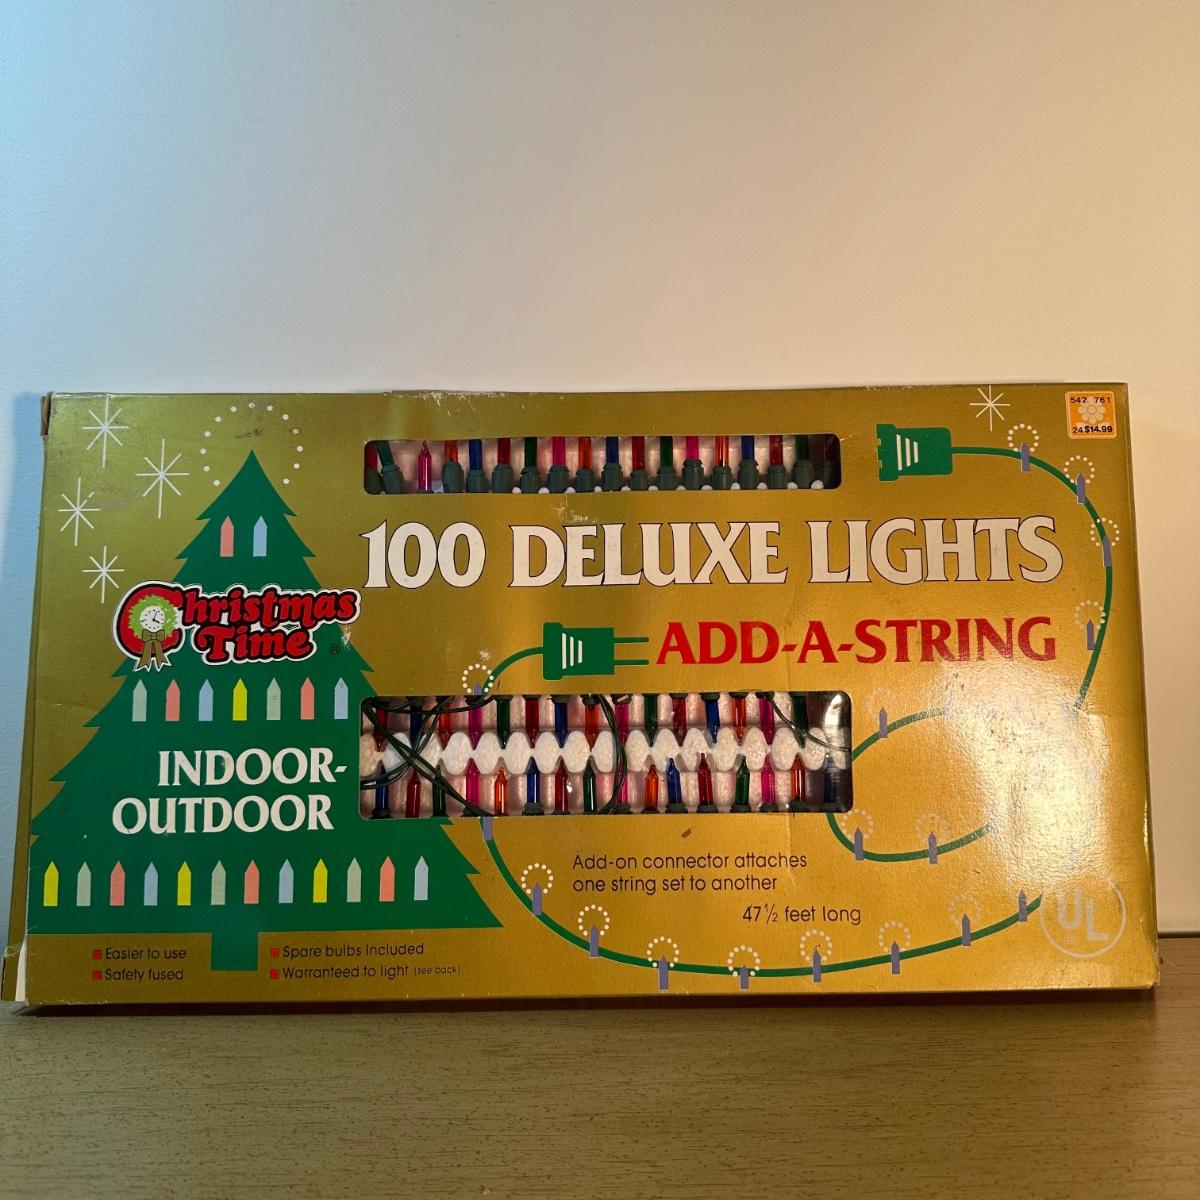 542 761
24$14.99
100 DELUXE LIGHTS
Christmas
Time®
ADD-A-STRING
INDOOR-
OUTDOOR
Add-on connector attaches
one string set to another
47½ feet long
UL
Easier to use
Safety fused
Spare bulbs Included
Warranteed to light (see back)